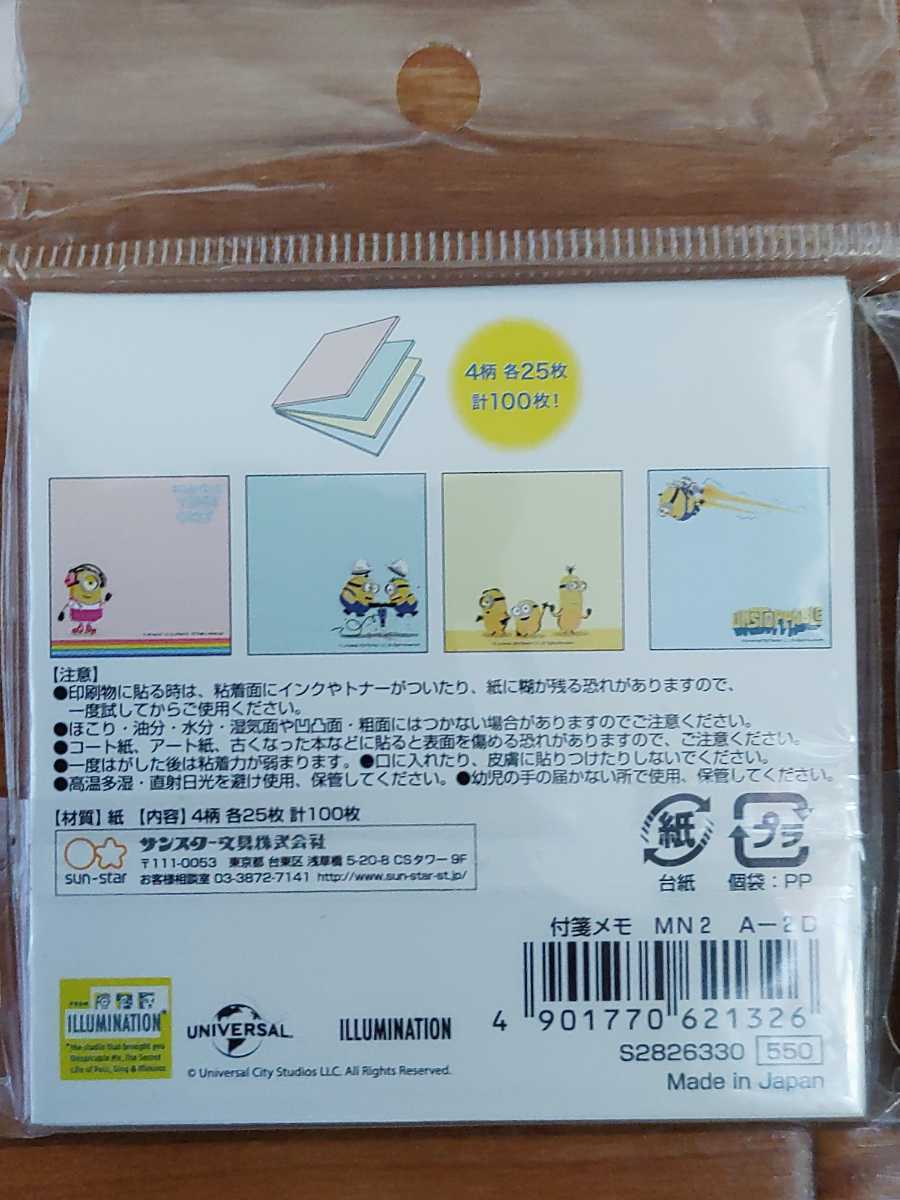 4柄 各25枚
計100枚!
UNSTOPPABLE
【注意】
●印刷物に貼る時は、粘着面にインクやトナーがついたり、紙に糊が残る恐れがありますので、
一度試してからご使用ください。
●ほこり・油分・水分・湿気面や凹凸面・粗面にはつかない場合がありますのでご注意ください。
●コート紙、アート紙、古くなった本などに貼ると表面を傷める恐れがありますので、ご注意ください。
●一度はがした後は粘着力が弱まります。●口に入れたり、皮膚に貼りつけたりしないでください。
●高温多湿・直射日光を避け使用、保管してください。●幼児の手の届かない所で使用、保管してください。
【材質】紙 【内容】4柄 各25枚 計100枚
sun-star
サンスター文具株式会社
〒111-0053 東京都 台東区 浅草橋 5-20-8 CSタワー 9F
お客様相談室 03-3872-7141 http://www.sun-star-st.jp/
紙
台紙
プラ
個袋:PP
付箋メモ MN2 A-2D
4 901770 621326
S2826330 550
Made in Japan
FROM
ILLUMINATION
"the studio that brought you
Despicable Me, The Secret
Life of Pets, Sing & Minions
UNIVERSAL
ILLUMINATION
© Universal City Studios LLC. All Rights Reserved.